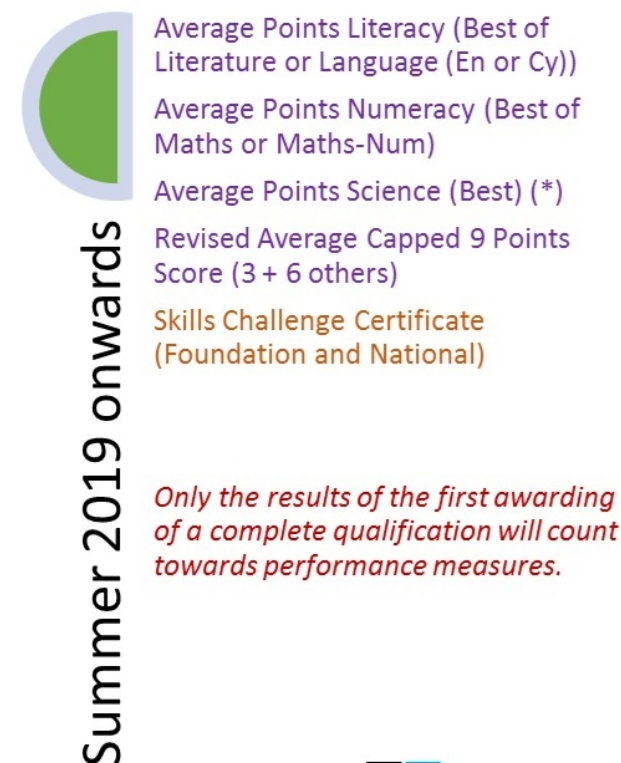 Average Points Literacy (Best of
Literature or Language (En or Cy))
Average Points Numeracy (Best of
Maths or Maths-Num)
Average Points Science (Best) (*)
Revised Average Capped 9 Points
Score (3 + 6 others)
Skills Challenge Certificate
(Foundation and National)
Summer 2019 onwards
Only the results of the first awarding
of a complete qualification will count
towards performance measures.